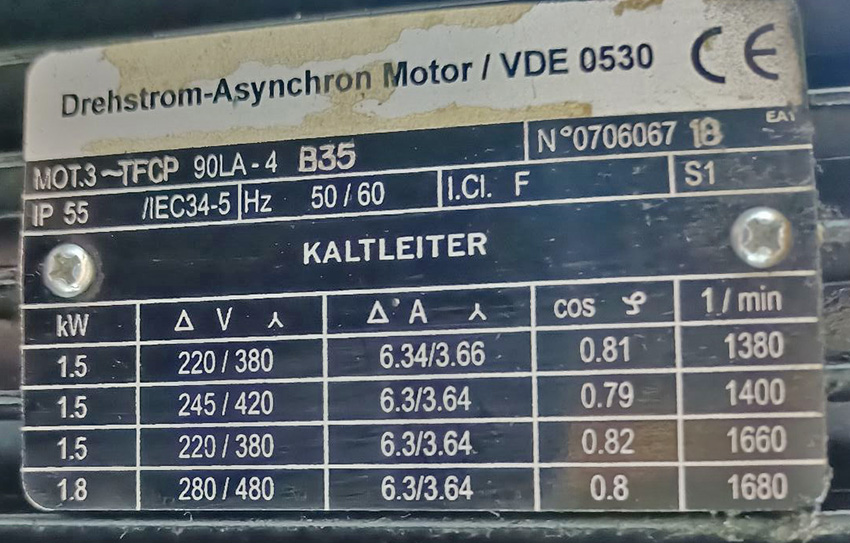 Drehstrom-Asynchron Motor / VDE 0530 CE
EA1
MOT.3~TFCP 90LA-4 B35 N°0706067 18
IP 55 /IEC34-5 Hz 50/60 I.Cl. F S1
KALTLEITER
kW Δ V ⅄ Δ A ⅄ cos φ 1/min
1.5 220/380 6.34/3.66 0.81 1380
1.5 245/420 6.3/3.64 0.79 1400
1.5 220/380 6.3/3.64 0.82 1660
1.8 280/480 6.3/3.64 0.8 1680